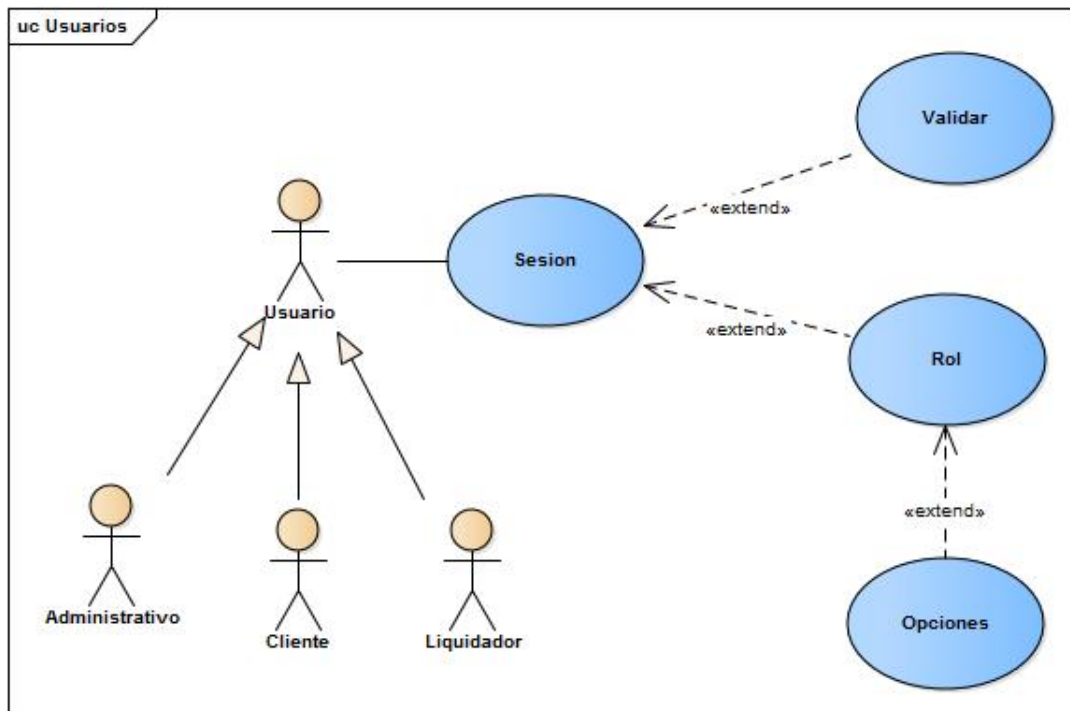 uc Usuarios
Validar
«extend»
Sesion
Usuario
«extend»
Rol
«extend»
Administrativo
Cliente
Liquidador
Opciones